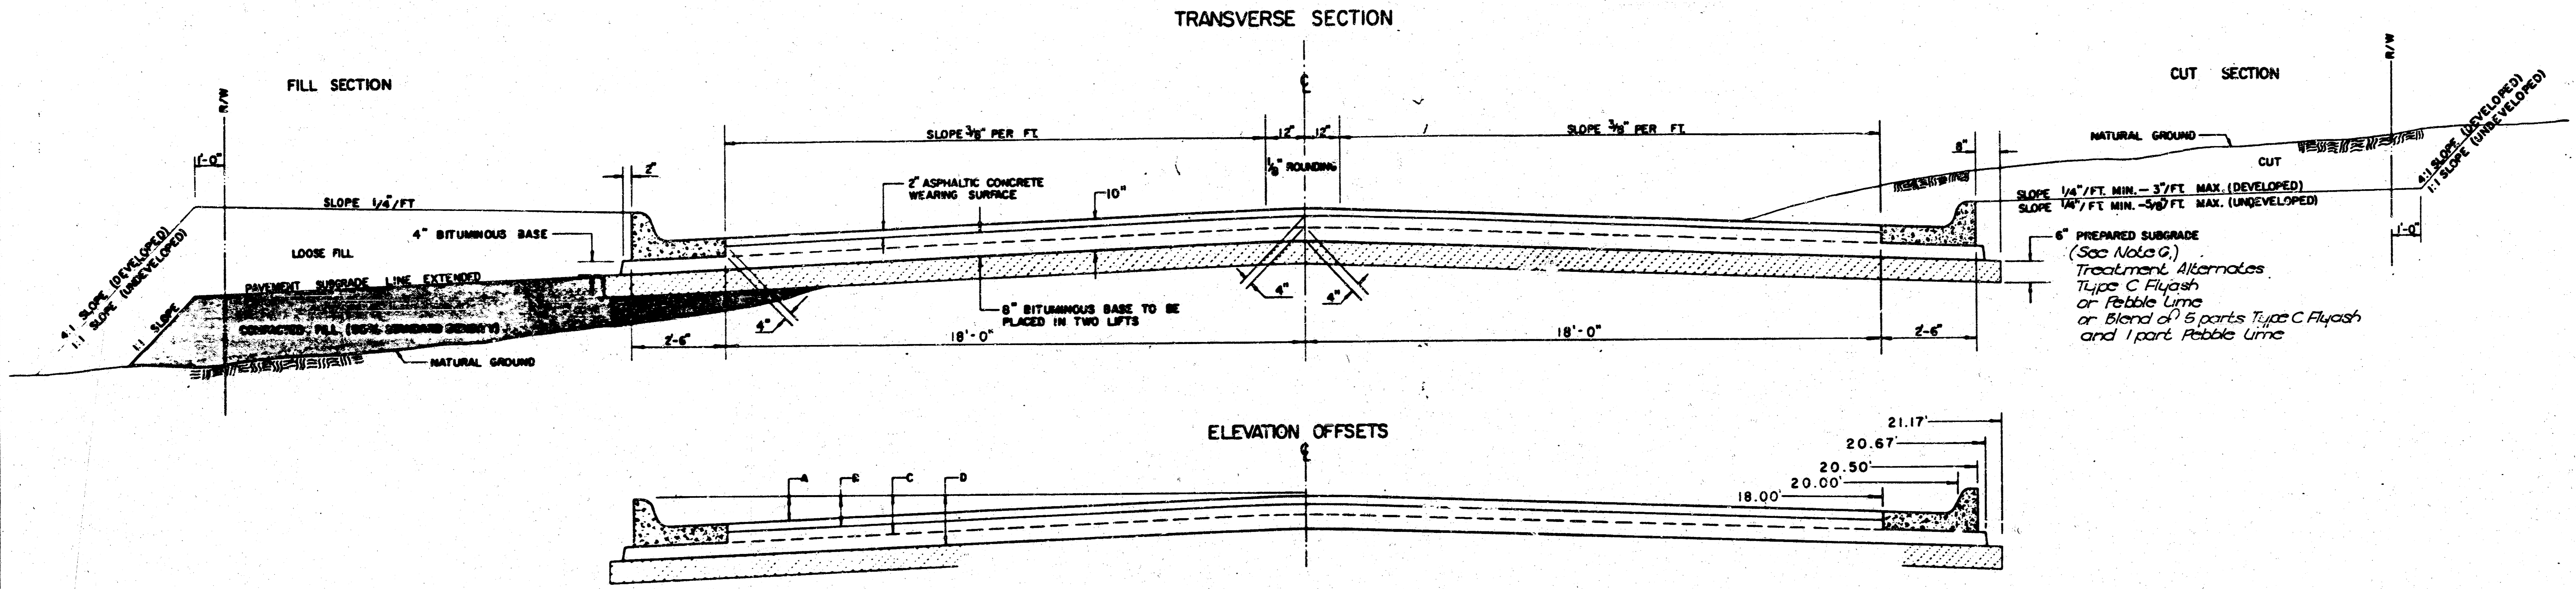 TRANSVERSE SECTION
FILL SECTION
CUT SECTION
R/W
R/W
℄
SLOPE 3/8" PER FT.
12"
12"
SLOPE 3/8" PER FT.
1/8" ROUNDING
1'-0"
2"
8"
NATURAL GROUND
CUT
4:1 SLOPE (DEVELOPED)
1:1 SLOPE (UNDEVELOPED)
2" ASPHALTIC CONCRETE
WEARING SURFACE
10"
SLOPE 1/4"/FT
SLOPE 1/4"/FT. MIN. - 3"/FT. MAX. (DEVELOPED)
SLOPE 1/4"/FT MIN. -5/8"/FT. MAX. (UNDEVELOPED)
1'-0"
4" BITUMINOUS BASE
LOOSE FILL
PAVEMENT SUBGRADE LINE EXTENDED
4:1 SLOPE (DEVELOPED)
1:1 SLOPE (UNDEVELOPED)
1:1 SLOPE
COMPACTED FILL (95% STANDARD DENSITY)
NATURAL GROUND
4"
4"
4"
8" BITUMINOUS BASE TO BE
PLACED IN TWO LIFTS
6" PREPARED SUBGRADE
(See Note G.)
Treatment Alternates
Type C Flyash
or Pebble Lime
or Blend of 5 parts Type C Flyash
and 1 part Pebble Lime
2'-6"
18'-0"
18'-0"
2'-6"
ELEVATION OFFSETS
℄
21.17'
20.67'
20.50'
20.00'
18.00'
A
B
C
D